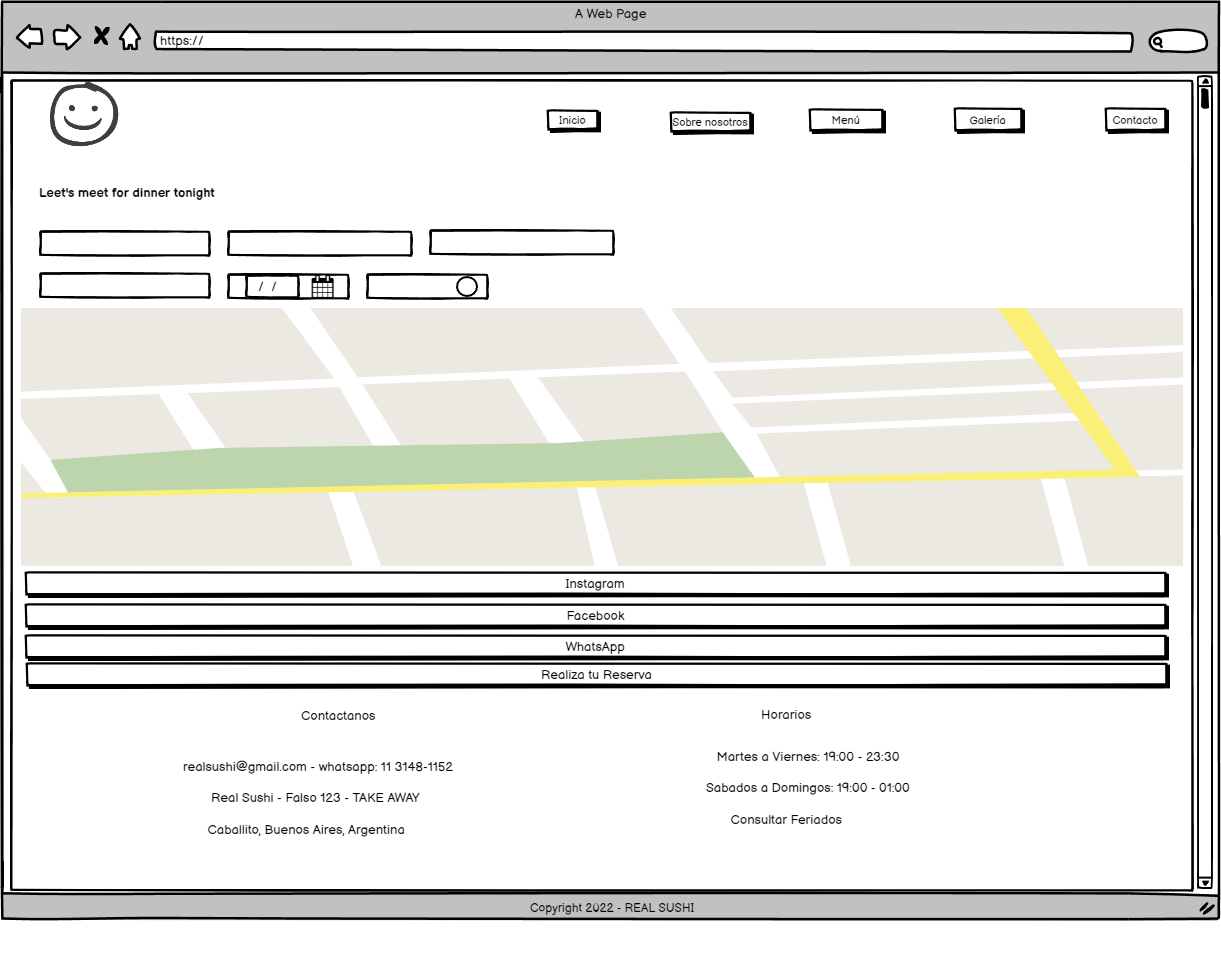 A Web Page
https://
Inicio
Sobre nosotros
Menú
Galería
Contacto
Leet's meet for dinner tonight
/ /
Instagram
Facebook
WhatsApp
Realiza tu Reserva
Contactanos
realsushi@gmail.com - whatsapp: 11 3148-1152
Real Sushi - Falso 123 - TAKE AWAY
Caballito, Buenos Aires, Argentina
Horarios
Martes a Viernes: 19:00 - 23:30
Sabados a Domingos: 19:00 - 01:00
Consultar Feriados
Copyright 2022 - REAL SUSHI